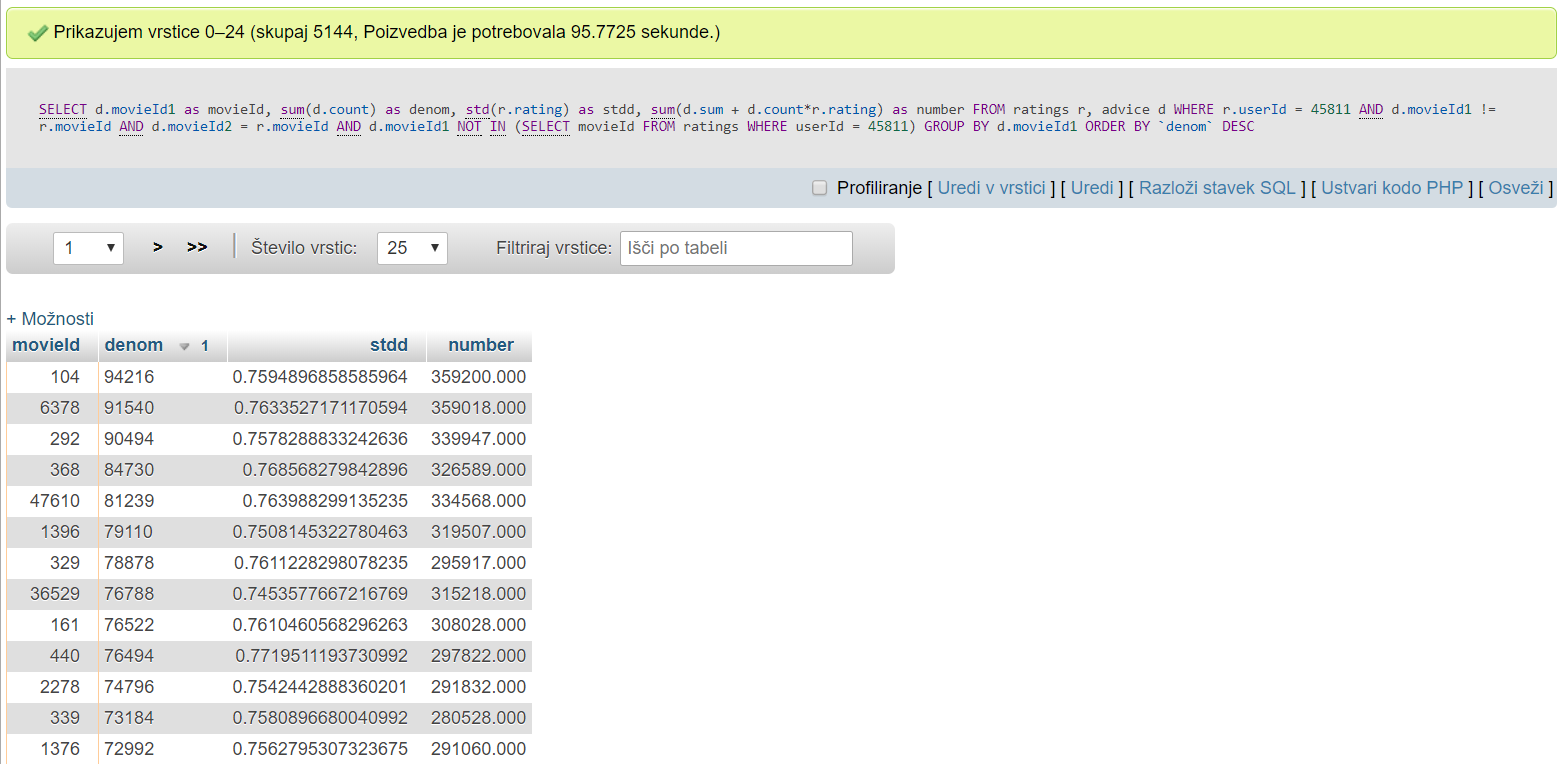 Prikazujem vrstice 0–24 (skupaj 5144, Poizvedba je potrebovala 95.7725 sekunde.)
SELECT d.movieId1 as movieId, sum(d.count) as denom, std(r.rating) as stdd, sum(d.sum + d.count*r.rating) as number FROM ratings r, advice d WHERE r.userId = 45811 AND d.movieId1 !=
r.movieId AND d.movieId2 = r.movieId AND d.movieId1 NOT IN (SELECT movieId FROM ratings WHERE userId = 45811) GROUP BY d.movieId1 ORDER BY `denom` DESC
Profiliranje [ Uredi v vrstici ] [ Uredi ] [ Razloži stavek SQL ] [ Ustvari kodo PHP ] [ Osveži ]
1 > >> Število vrstic: 25 Filtriraj vrstice: Išči po tabeli
+ Možnosti
movieId denom 1 stdd number
104 94216 0.7594896858585964 359200.000
6378 91540 0.7633527171170594 359018.000
292 90494 0.7578288833242636 339947.000
368 84730 0.768568279842896 326589.000
47610 81239 0.763988299135235 334568.000
1396 79110 0.7508145322780463 319507.000
329 78878 0.7611228298078235 295917.000
36529 76788 0.7453577667216769 315218.000
161 76522 0.7610460568296263 308028.000
440 76494 0.7719511193730992 297822.000
2278 74796 0.7542442888360201 291832.000
339 73184 0.7580896680040992 280528.000
1376 72992 0.7562795307323675 291060.000